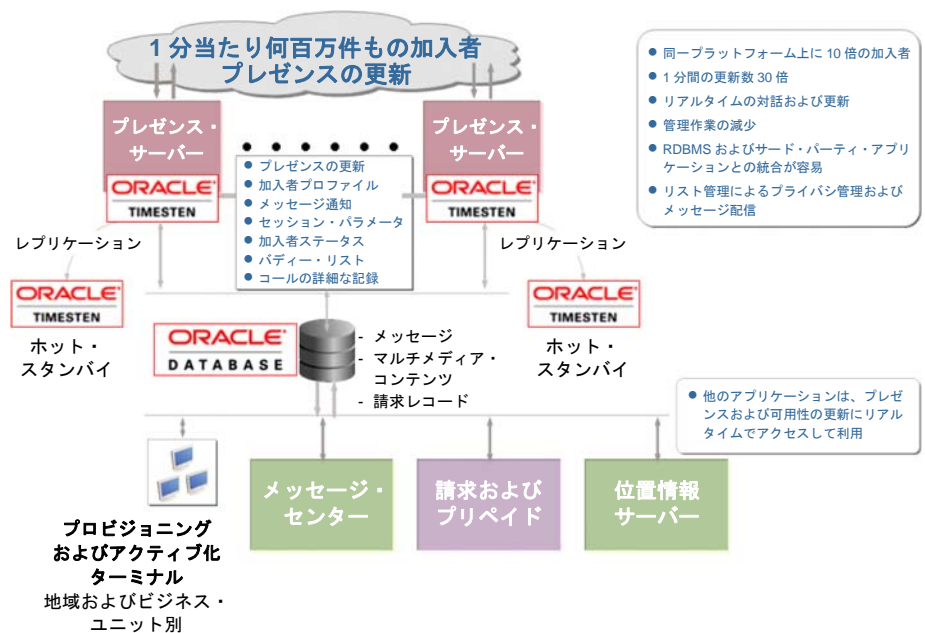 1分当たり何百万件もの加入者
プレゼンスの更新
プレゼンス・
サーバー
ORACLE
TIMESTEN
プレゼンス・
サーバー
ORACLE
TIMESTEN
● プレゼンスの更新
● 加入者プロファイル
● メッセージ通知
● セッション・パラメータ
● 加入者ステータス
● バディー・リスト
● コールの詳細な記録
● 同一プラットフォーム上に 10 倍の加入者
● 1 分間の更新数 30 倍
● リアルタイムの対話および更新
● 管理作業の減少
● RDBMS およびサード・パーティ・アプリ
ケーションとの統合が容易
● リスト管理によるプライバシ管理および
メッセージ配信
レプリケーション
レプリケーション
ORACLE
TIMESTEN
ホット・
スタンバイ
ORACLE
TIMESTEN
ホット・
スタンバイ
ORACLE
DATABASE
- メッセージ
- マルチメディア・
コンテンツ
- 請求レコード
● 他のアプリケーションは、プレゼ
ンスおよび可用性の更新にリアル
タイムでアクセスして利用
メッセージ・
センター
請求および
プリペイド
位置情報
サーバー
プロビジョニング
およびアクティブ化
ターミナル
地域およびビジネス・
ユニット別